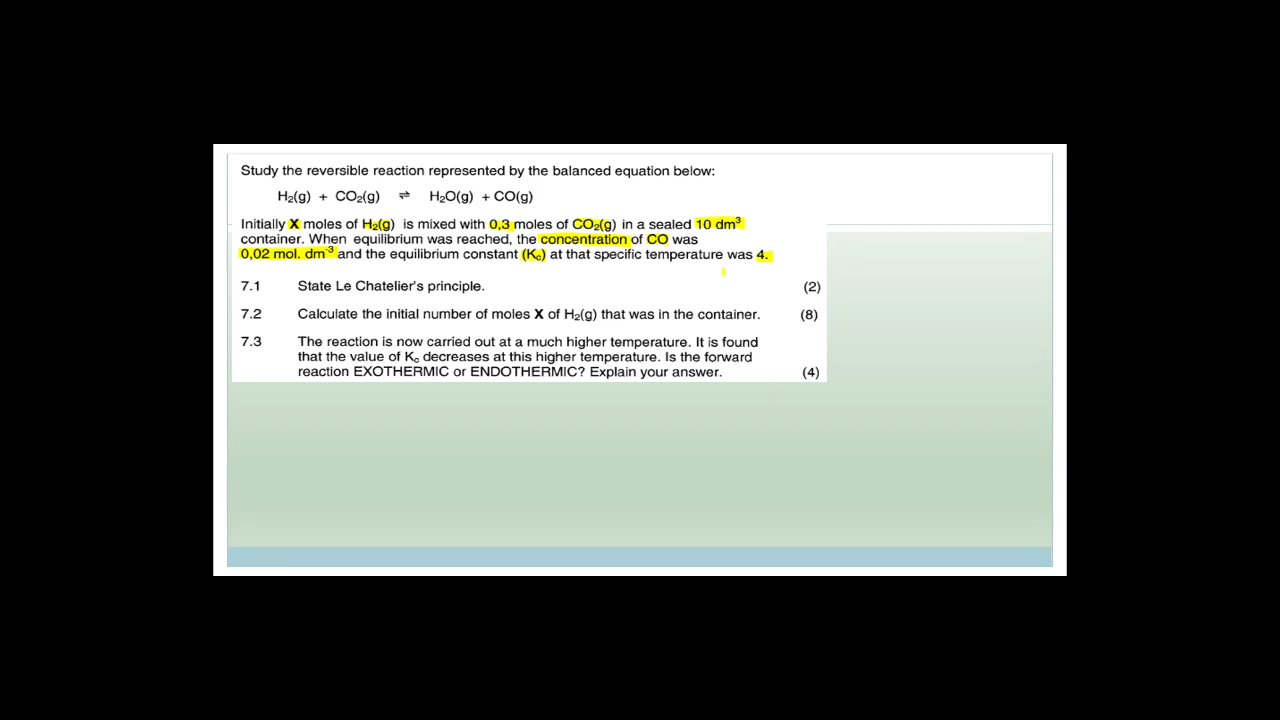 Study the reversible reaction represented by the balanced equation below:
H₂(g) + CO₂(g) ⇌ H₂O(g) + CO(g)
Initially X moles of H₂(g) is mixed with 0,3 moles of CO₂(g) in a sealed 10 dm³
container. When equilibrium was reached, the concentration of CO was
0,02 mol. dm⁻³ and the equilibrium constant (Kc) at that specific temperature was 4.
7.1 State Le Chatelier's principle. (2)
7.2 Calculate the initial number of moles X of H₂(g) that was in the container. (8)
7.3 The reaction is now carried out at a much higher temperature. It is found
that the value of Kc decreases at this higher temperature. Is the forward
reaction EXOTHERMIC or ENDOTHERMIC? Explain your answer. (4)